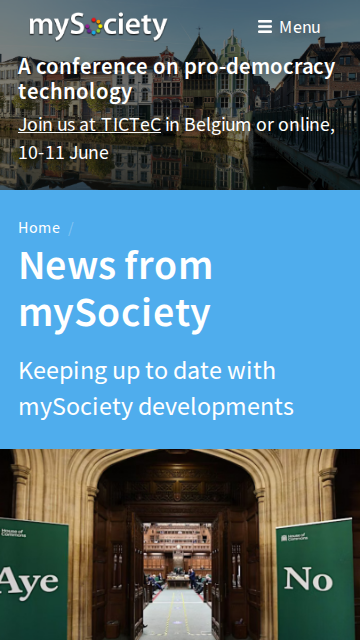 mySociety
Menu
A conference on pro-democracy
technology
Join us at TICTeC in Belgium or online,
10-11 June
Home /
News from
mySociety
Keeping up to date with
mySociety developments
House of
Commons
Aye
House of
Commons
No